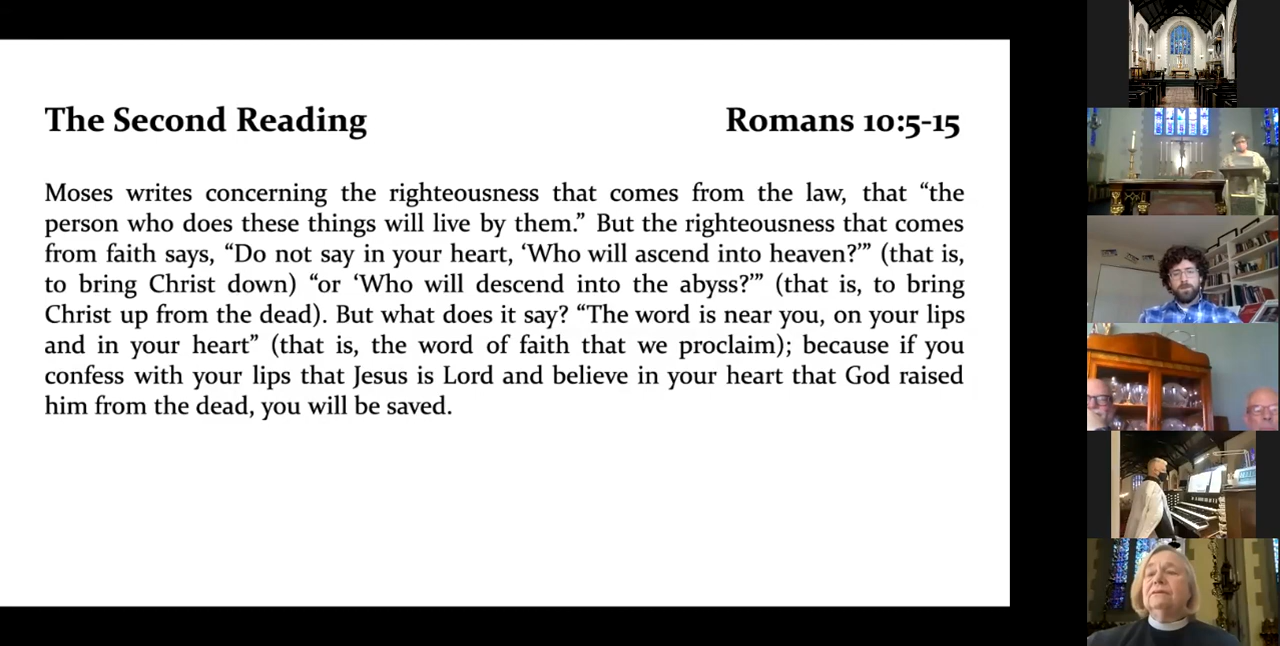 The Second Reading Romans 10:5-15
Moses writes concerning the righteousness that comes from the law, that “the
person who does these things will live by them.” But the righteousness that comes
from faith says, “Do not say in your heart, ‘Who will ascend into heaven?’” (that is,
to bring Christ down) “or ‘Who will descend into the abyss?’” (that is, to bring
Christ up from the dead). But what does it say? “The word is near you, on your lips
and in your heart” (that is, the word of faith that we proclaim); because if you
confess with your lips that Jesus is Lord and believe in your heart that God raised
him from the dead, you will be saved.